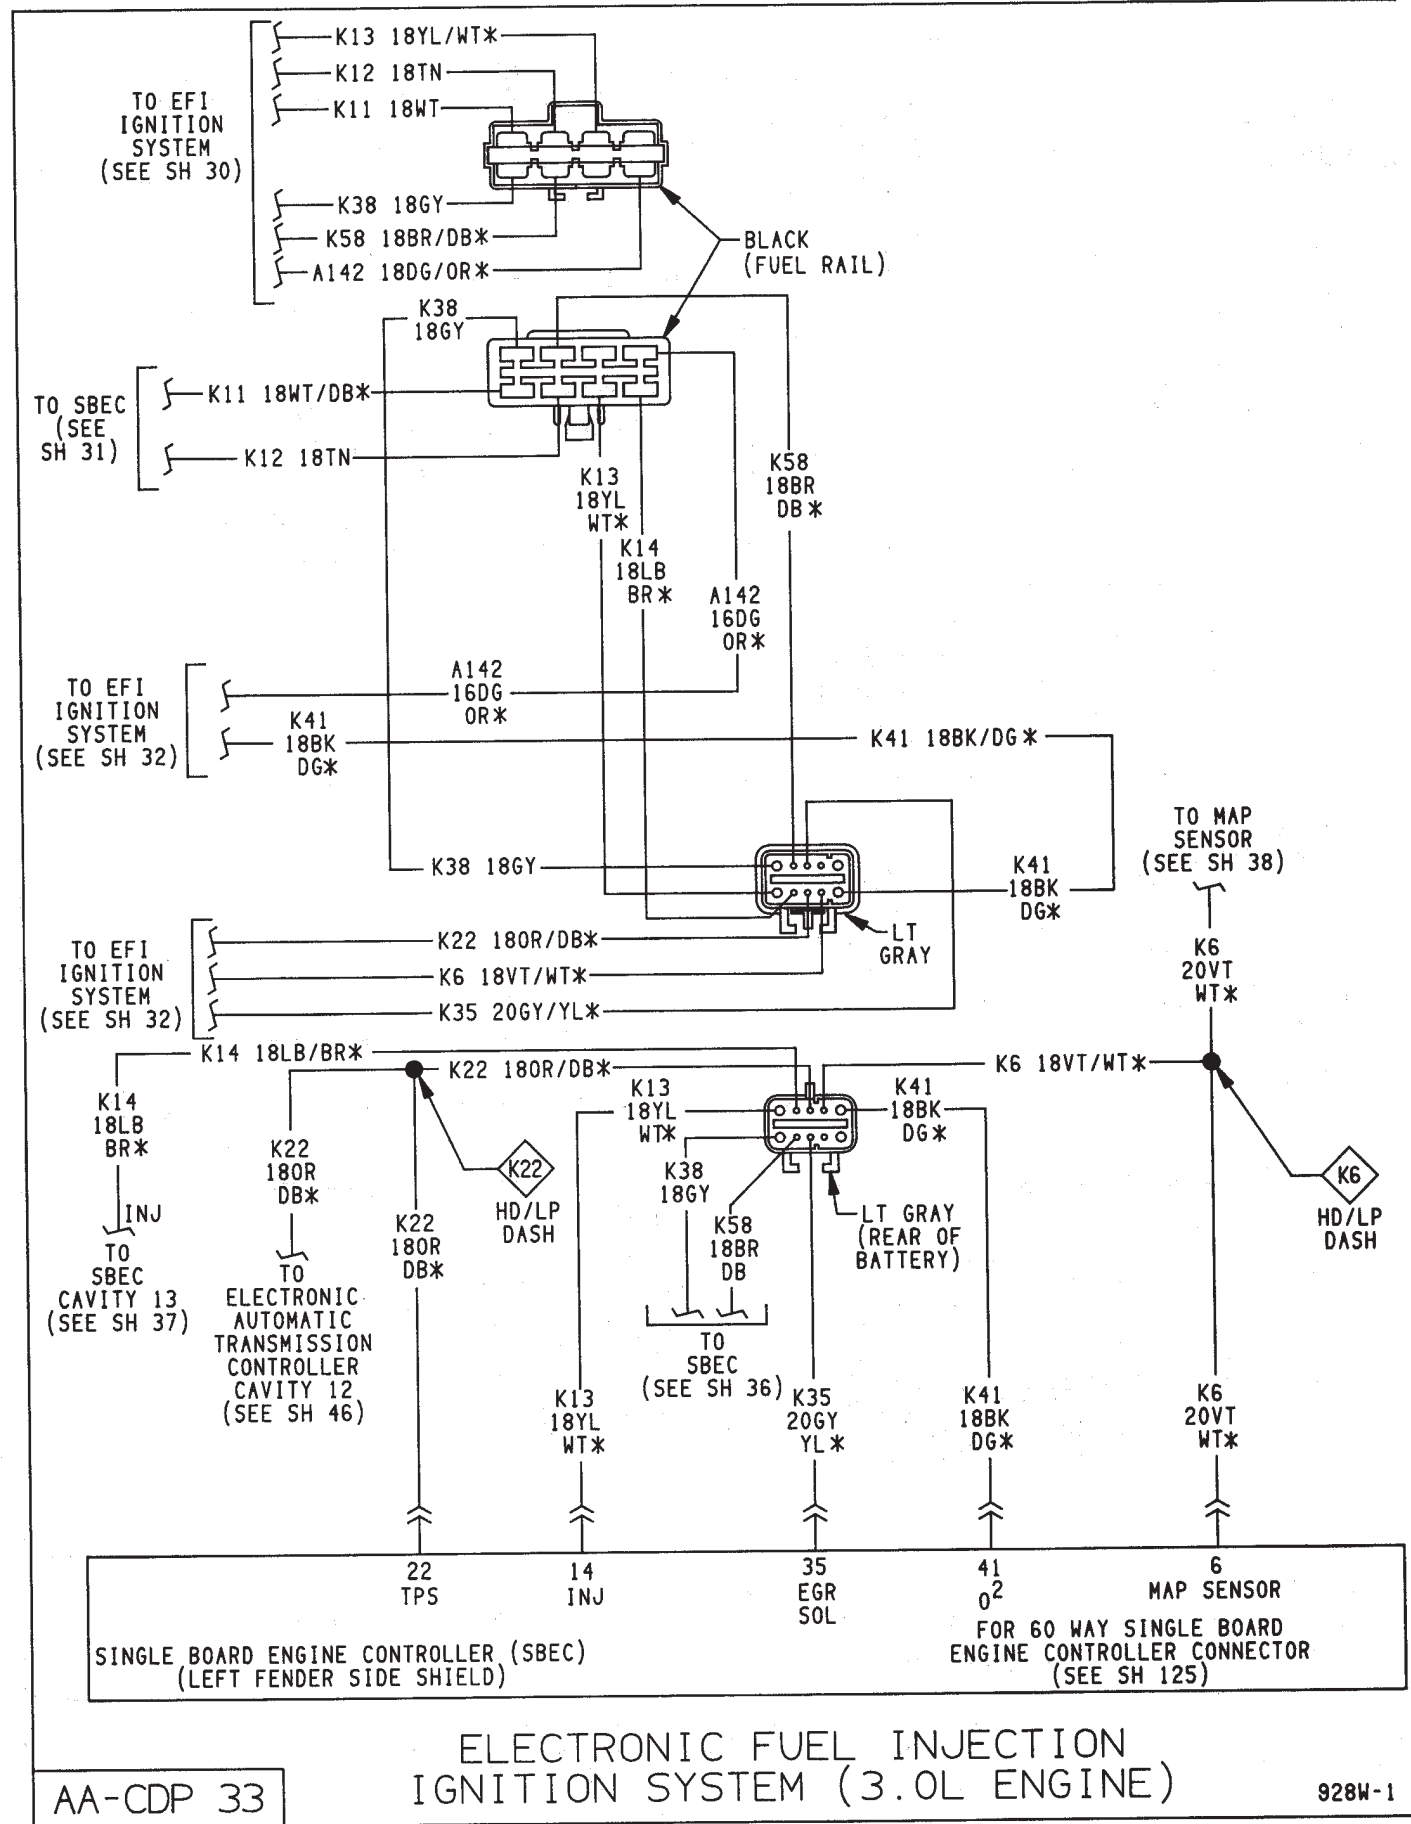 K13 18YL/WT*
K12 18TN
K11 18WT
TO EFI
IGNITION
SYSTEM
(SEE SH 30)
K38 18GY
K58 18BR/DB*
A142 18DG/OR*
BLACK
(FUEL RAIL)
K38
18GY
TO SBEC
(SEE
SH 31)
K11 18WT/DB*
K12 18TN
K13
18YL
WT*
K14
18LB
BR*
K58
18BR
DB*
A142
16DG
OR*
TO EFI
IGNITION
SYSTEM
(SEE SH 32)
A142
16DG
OR*
K41
18BK
DG*
K41 18BK/DG*
TO MAP
SENSOR
(SEE SH 38)
K38 18GY
K41
18BK
DG*
LT
GRAY
K6
20VT
WT*
TO EFI
IGNITION
SYSTEM
(SEE SH 32)
K22 18OR/DB*
K6 18VT/WT*
K35 20GY/YL*
K14 18LB/BR*
K22 18OR/DB*
K6 18VT/WT*
K14
18LB
BR*
INJ
TO
SBEC
CAVITY 13
(SEE SH 37)
K22
18OR
DB*
TO
ELECTRONIC
AUTOMATIC
TRANSMISSION
CONTROLLER
CAVITY 12
(SEE SH 46)
K22
18OR
DB*
K22
HD/LP
DASH
K13
18YL
WT*
K41
18BK
DG*
K38
18GY
K58
18BR
DB
LT GRAY
(REAR OF
BATTERY)
K6
HD/LP
DASH
TO
SBEC
(SEE SH 36)
K13
18YL
WT*
K35
20GY
YL*
K41
18BK
DG*
K6
20VT
WT*
22
TPS
14
INJ
35
EGR
SOL
41
O2
6
MAP SENSOR
SINGLE BOARD ENGINE CONTROLLER (SBEC)
(LEFT FENDER SIDE SHIELD)
FOR 60 WAY SINGLE BOARD
ENGINE CONTROLLER CONNECTOR
(SEE SH 125)
ELECTRONIC FUEL INJECTION
IGNITION SYSTEM (3.0L ENGINE)
AA-CDP 33
928W-1